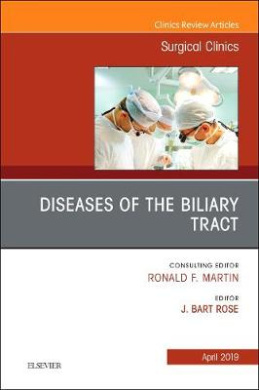 Clinics Review Articles
Surgical Clinics
DISEASES OF THE BILIARY
TRACT
CONSULTING EDITOR
RONALD F. MARTIN
EDITOR
J. BART ROSE
ELSEVIER
April 2019